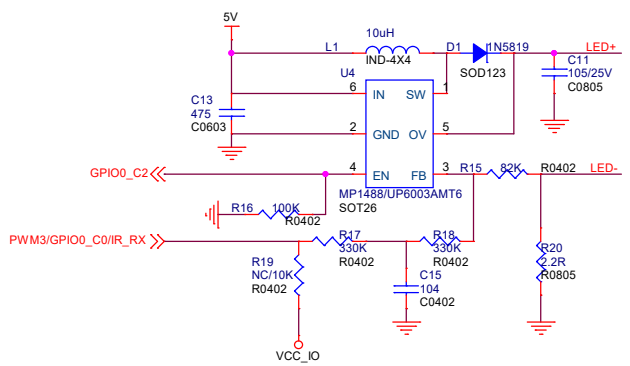 5V
10uH
L1
IND-4X4
D1
1N5819
SOD123
LED+
C11
105/25V
C0805
U4
C13
475
C0603
6
IN
SW
1
2
GND
OV
5
4
EN
FB
3
GPIO0_C2
MP1488/UP6003AMT6
SOT26
R15
82K
R0402
LED-
R16
100K
R0402
PWM3/GPIO0_C0/IR_RX
R17
330K
R0402
R18
330K
R0402
R19
NC/10K
R0402
C15
104
C0402
R20
2.2R
R0805
VCC_IO